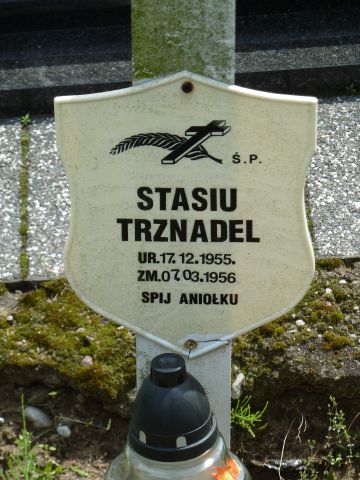 Ś.P.
STASIU
TRZNADEL
UR.17.12.1955.
ZM.07.03.1956
SPIJ ANIOŁKU